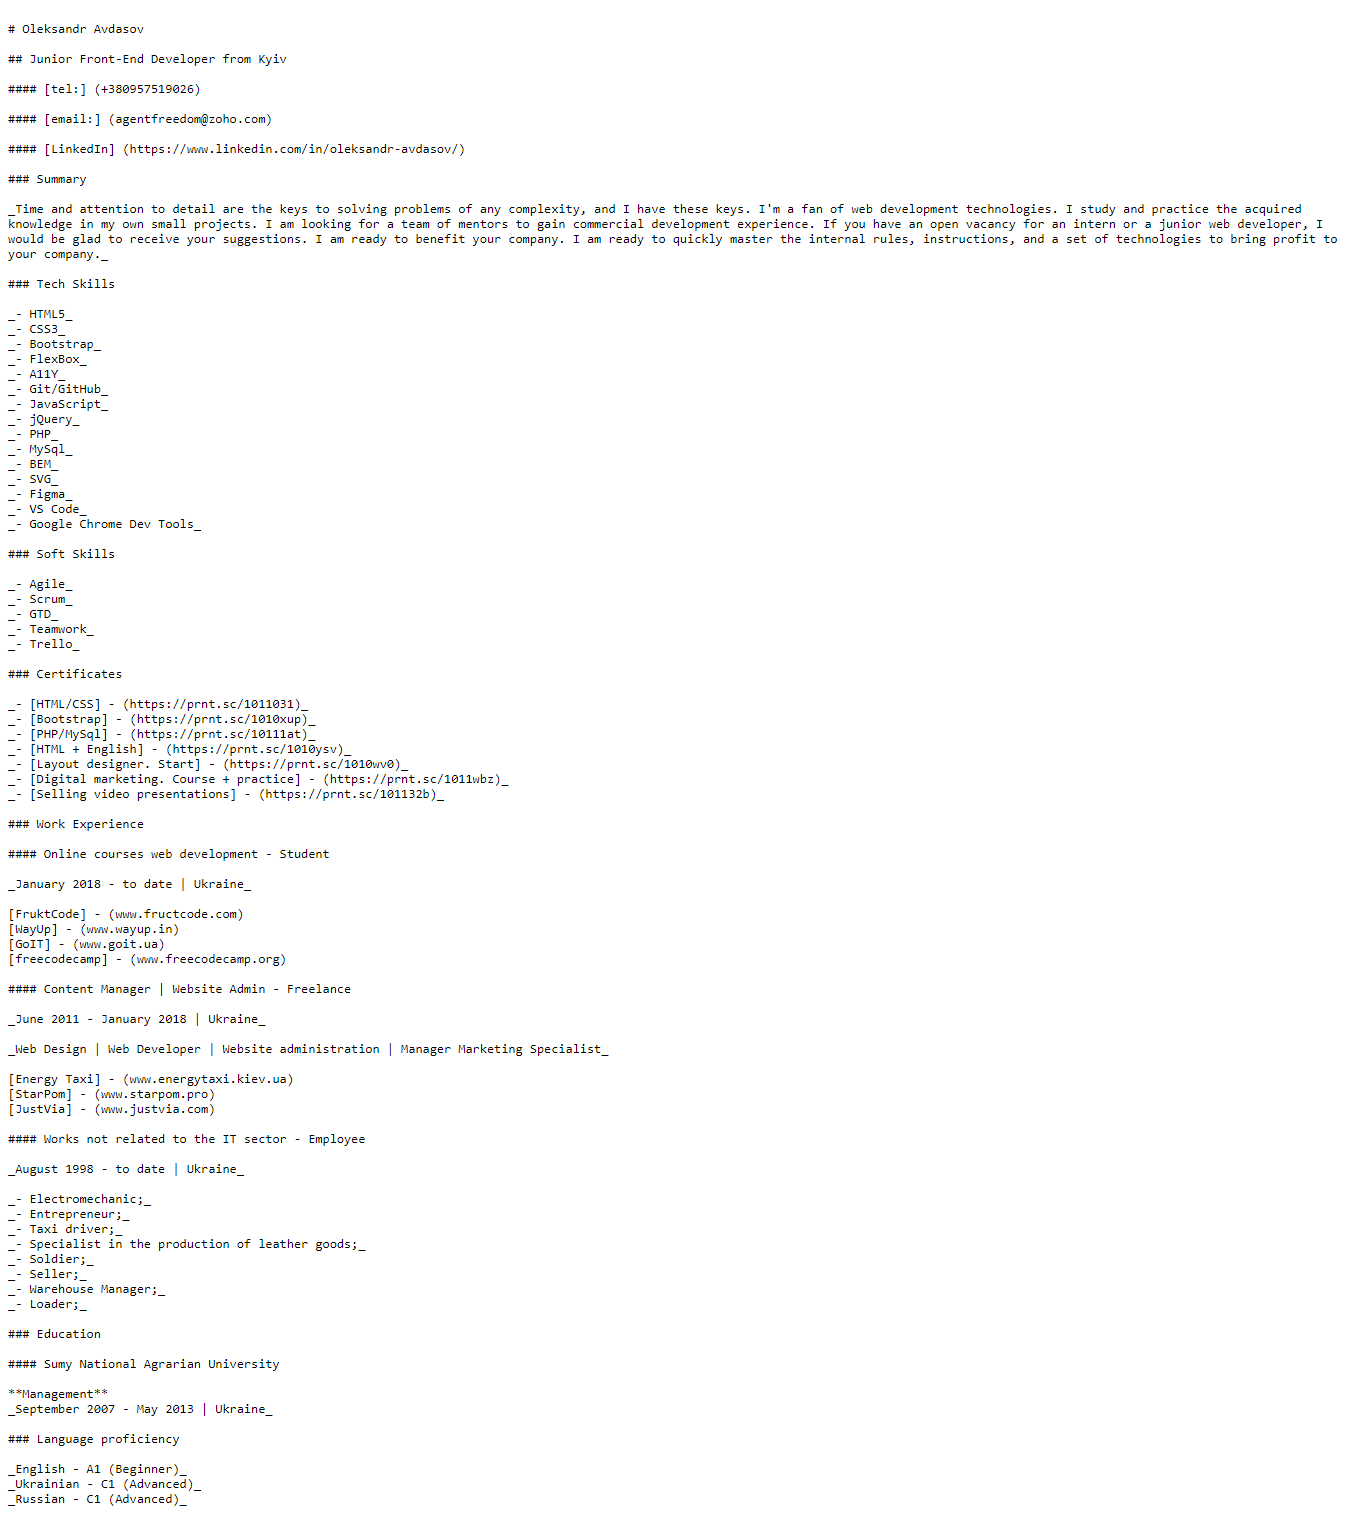 # Oleksandr Avdasov
## Junior Front-End Developer from Kyiv
#### [tel:] (+380957519026)
#### [email:] (agentfreedom@zoho.com)
#### [LinkedIn] (https://www.linkedin.com/in/oleksandr-avdasov/)
### Summary
_Time and attention to detail are the keys to solving problems of any complexity, and I have these keys. I'm a fan of web development technologies. I study and practice the acquired
knowledge in my own small projects. I am looking for a team of mentors to gain commercial development experience. If you have an open vacancy for an intern or a junior web developer, I
would be glad to receive your suggestions. I am ready to benefit your company. I am ready to quickly master the internal rules, instructions, and a set of technologies to bring profit to
your company._
### Tech Skills
_- HTML5_
_- CSS3_
_- Bootstrap_
_- FlexBox_
_- A11Y_
_- Git/GitHub_
_- JavaScript_
_- jQuery_
_- PHP_
_- MySql_
_- BEM_
_- SVG_
_- Figma_
_- VS Code_
_- Google Chrome Dev Tools_
### Soft Skills
_- Agile_
_- Scrum_
_- GTD_
_- Teamwork_
_- Trello_
### Certificates
_- [HTML/CSS] - (https://prnt.sc/1011031)_
_- [Bootstrap] - (https://prnt.sc/1010xup)_
_- [PHP/MySql] - (https://prnt.sc/10111at)_
_- [HTML + English] - (https://prnt.sc/1010ysv)_
_- [Layout designer. Start] - (https://prnt.sc/1010wv0)_
_- [Digital marketing. Course + practice] - (https://prnt.sc/1011wbz)_
_- [Selling video presentations] - (https://prnt.sc/101132b)_
### Work Experience
#### Online courses web development - Student
_January 2018 - to date | Ukraine_
[FruktCode] - (www.fructcode.com)
[WayUp] - (www.wayup.in)
[GoIT] - (www.goit.ua)
[freecodecamp] - (www.freecodecamp.org)
#### Content Manager | Website Admin - Freelance
_June 2011 - January 2018 | Ukraine_
_Web Design | Web Developer | Website administration | Manager Marketing Specialist_
[Energy Taxi] - (www.energytaxi.kiev.ua)
[StarPom] - (www.starpom.pro)
[JustVia] - (www.justvia.com)
#### Works not related to the IT sector - Employee
_August 1998 - to date | Ukraine_
_- Electromechanic;_
_- Entrepreneur;_
_- Taxi driver;_
_- Specialist in the production of leather goods;_
_- Soldier;_
_- Seller;_
_- Warehouse Manager;_
_- Loader;_
### Education
#### Sumy National Agrarian University
**Management**
_September 2007 - May 2013 | Ukraine_
### Language proficiency
_English - A1 (Beginner)_
_Ukrainian - C1 (Advanced)_
_Russian - C1 (Advanced)_